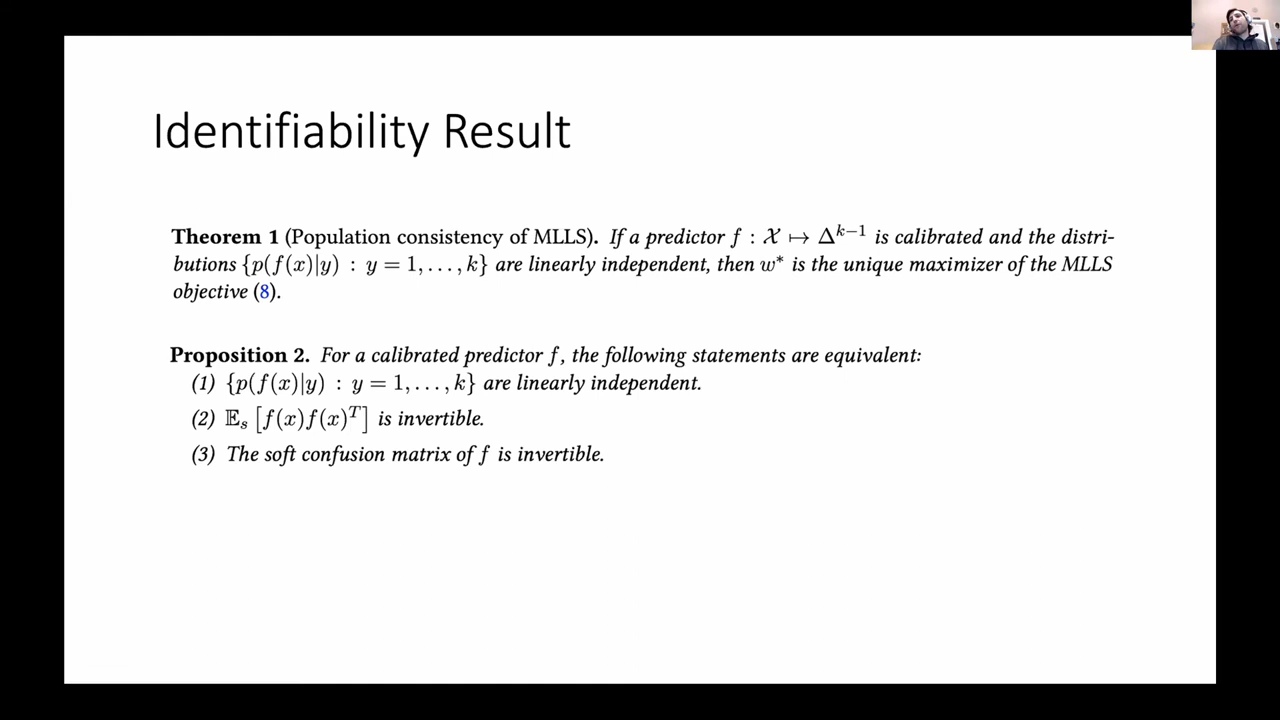 Identifiability Result
Theorem 1 (Population consistency of MLLS). If a predictor f : 𝒳 ↦ Δ^{k−1} is calibrated and the distri-
butions {p(f(x)|y) : y = 1, . . . , k} are linearly independent, then w* is the unique maximizer of the MLLS
objective (8).
Proposition 2. For a calibrated predictor f, the following statements are equivalent:
(1) {p(f(x)|y) : y = 1, . . . , k} are linearly independent.
(2) 𝔼_s [f(x)f(x)^T] is invertible.
(3) The soft confusion matrix of f is invertible.